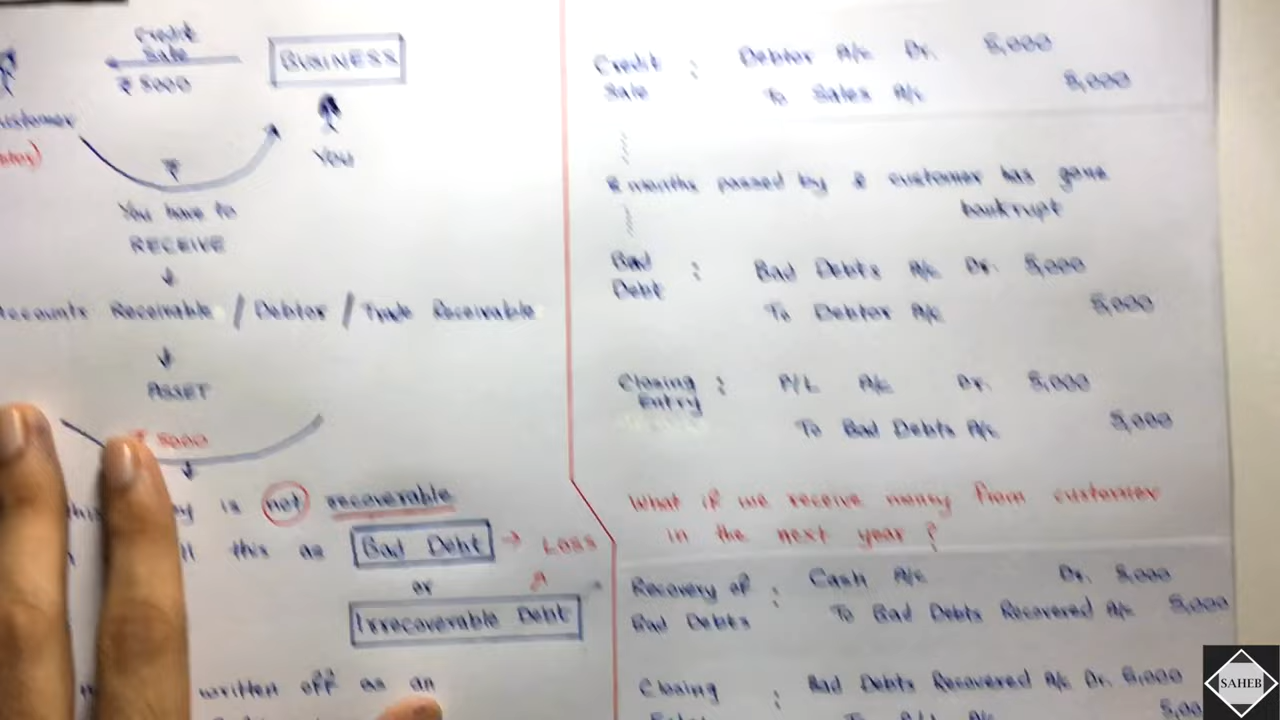 Credit
Sale
₹ 5000
BUSINESS
₹
YOU
You have to
RECEIVE
Accounts Receivable / Debtor / Trade Receivable
ASSET
₹ 5000
is not recoverable
this as Bad Debt → LOSS
or
Irrecoverable Debt
written off as an
Credit Sale : Debtor A/c Dr. 5,000
To Sales A/c 5,000
months passed by & customer has gone
bankrupt
Bad Debt : Bad Debts A/c Dr. 5,000
To Debtor A/c 5,000
Closing Entry : P/L A/c Dr. 5,000
To Bad Debts A/c 5,000
What if we receive money from customer
in the next year ?
Recovery of Bad Debts : Cash A/c Dr. 5,000
To Bad Debts Recovered A/c 5,000
Closing : Bad Debts Recovered A/c Dr. 5,000
To P/L A/c
SAHEB